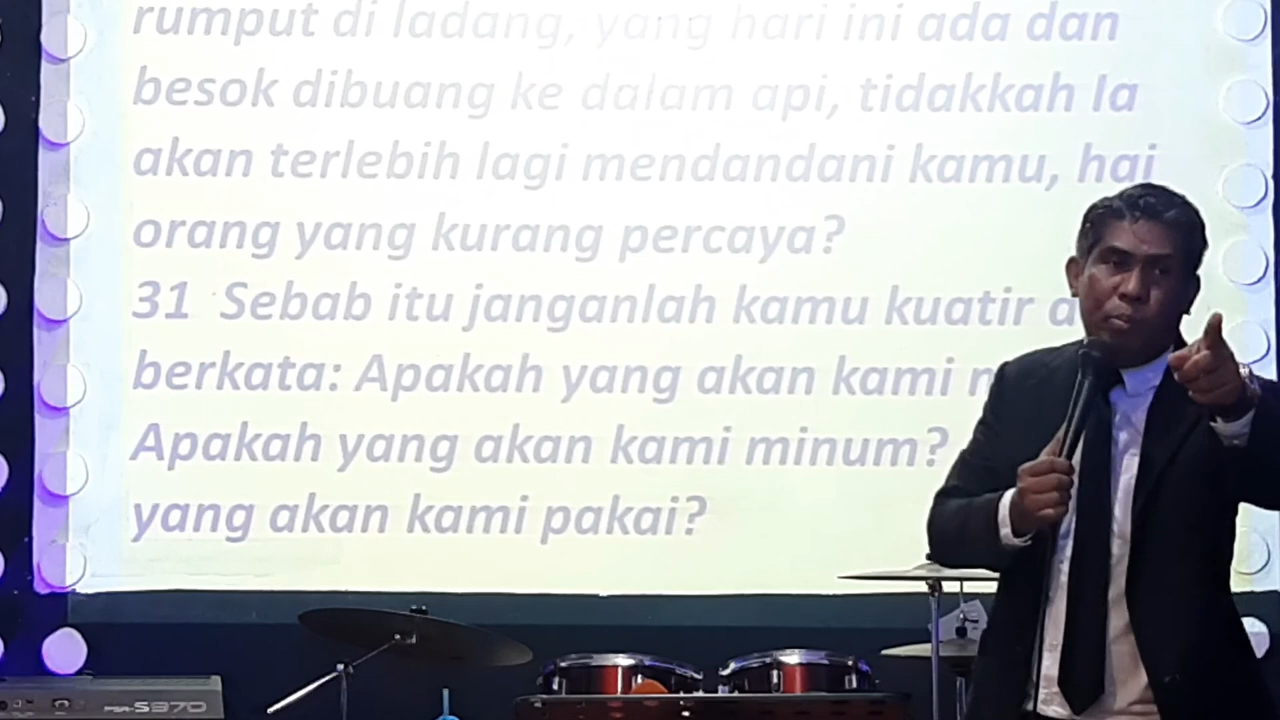 rumput di ladang, yang hari ini ada dan
besok dibuang ke dalam api, tidakkah Ia
akan terlebih lagi mendandani kamu, hai
orang yang kurang percaya?
31 Sebab itu janganlah kamu kuatir
berkata: Apakah yang akan kami
Apakah yang akan kami minum?
yang akan kami pakai?
PSR-S970